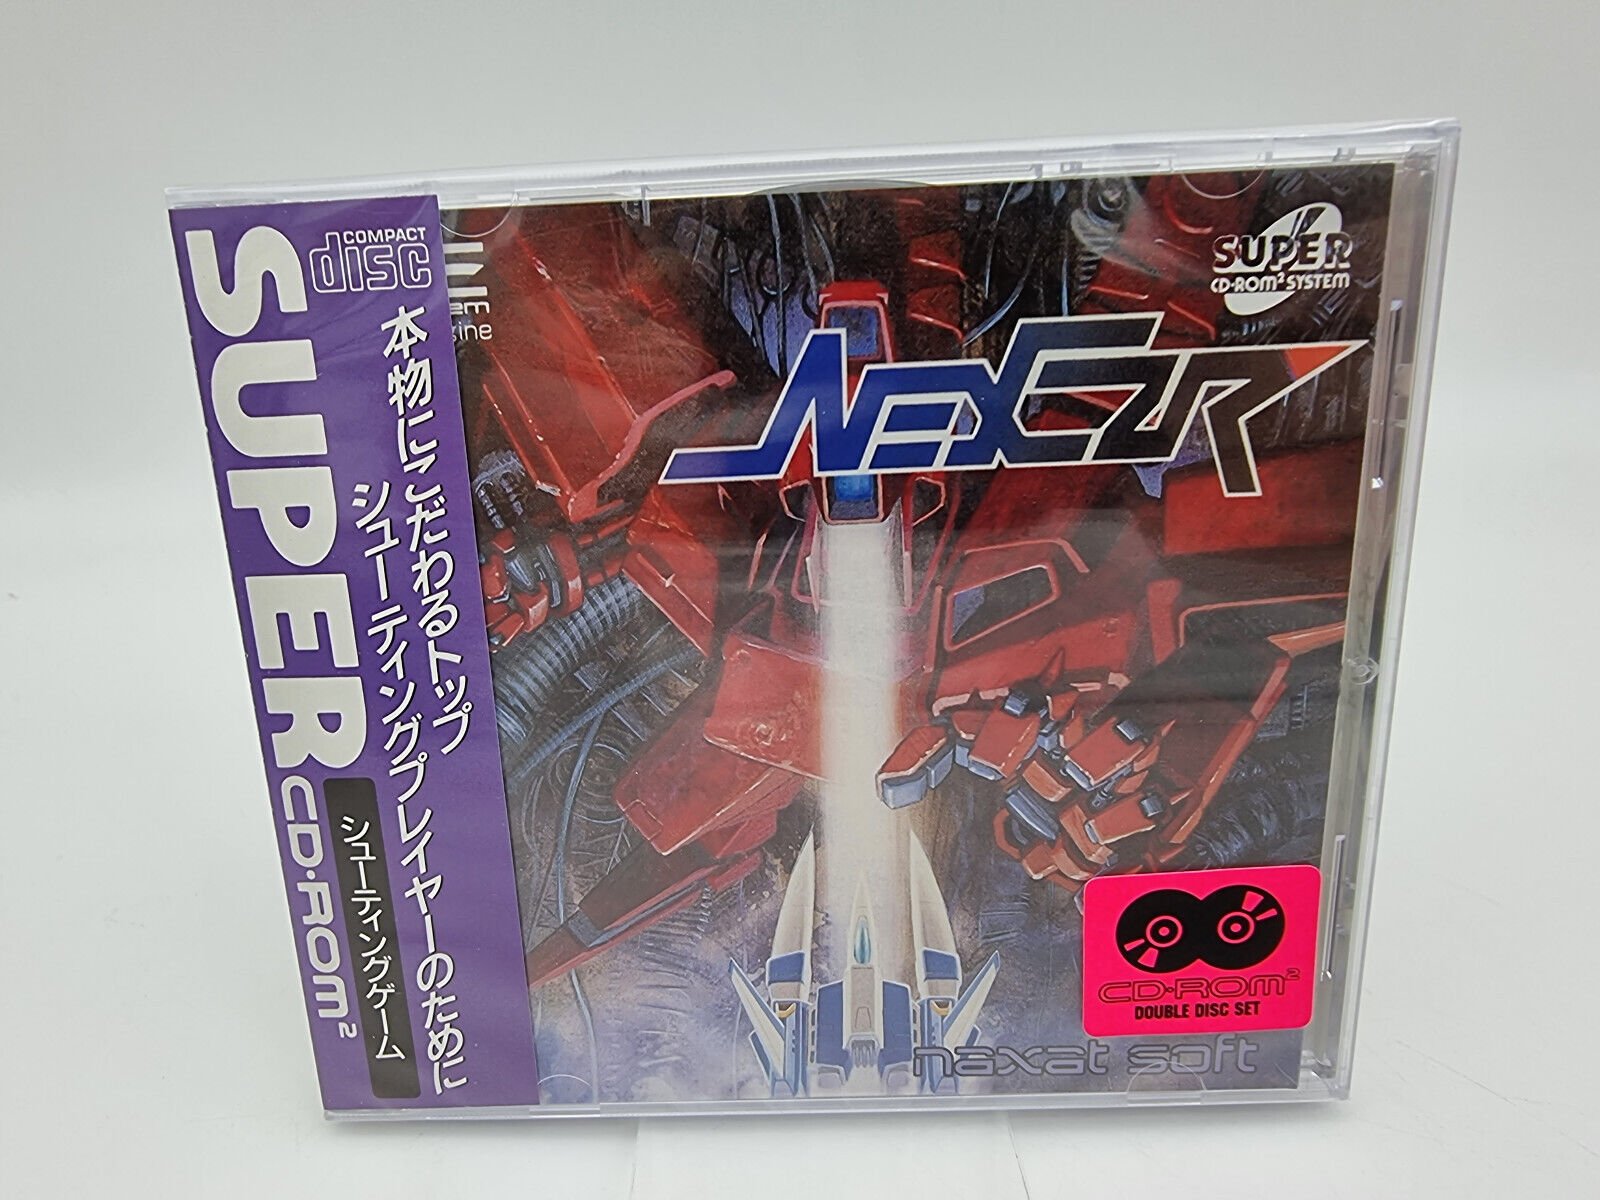 COMPACT
disc
SUPER
CD-ROM²
本物にこだわるトップ
シューティングプレイヤーのために
シューティングゲーム
SUPER
CD-ROM² SYSTEM
NEXZR
CD-ROM²
DOUBLE DISC SET
naxat soft